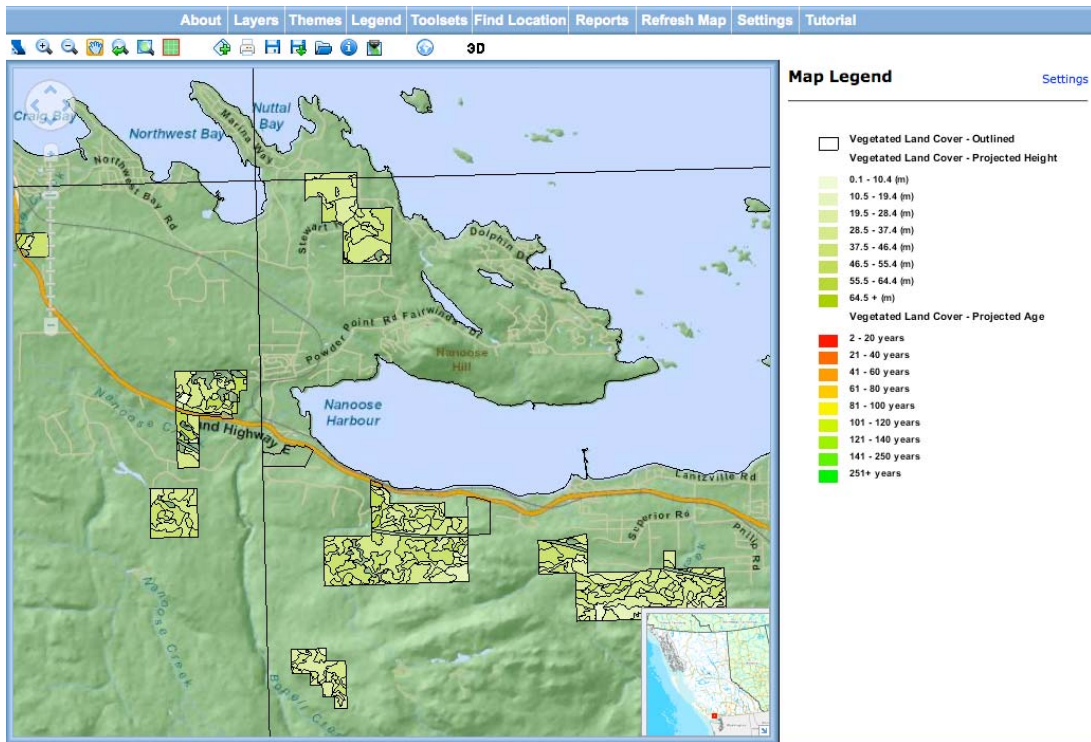 About Layers Themes Legend Toolsets Find Location Reports Refresh Map Settings Tutorial
3D
Map Legend
Settings
Vegetated Land Cover - Outlined
Vegetated Land Cover - Projected Height
0.1 - 10.4 (m)
10.5 - 19.4 (m)
19.5 - 28.4 (m)
28.5 - 37.4 (m)
37.5 - 46.4 (m)
46.5 - 55.4 (m)
55.5 - 64.4 (m)
64.5 + (m)
Vegetated Land Cover - Projected Age
2 - 20 years
21 - 40 years
41 - 60 years
61 - 80 years
81 - 100 years
101 - 120 years
121 - 140 years
141 - 250 years
251+ years
Craig Bay
Northwest Bay
Nuttal
Bay
Marina Way
Northwest Bay Rd
Stewart
Dolphin Dr
Powder Point Rd
Fairwinds Dr
Nanoose
Hill
Nanoose
Harbour
Nanoose
Highway
Lantzville Rd
Superior Rd
Philip Rd
Nanoose Creek
Bonell